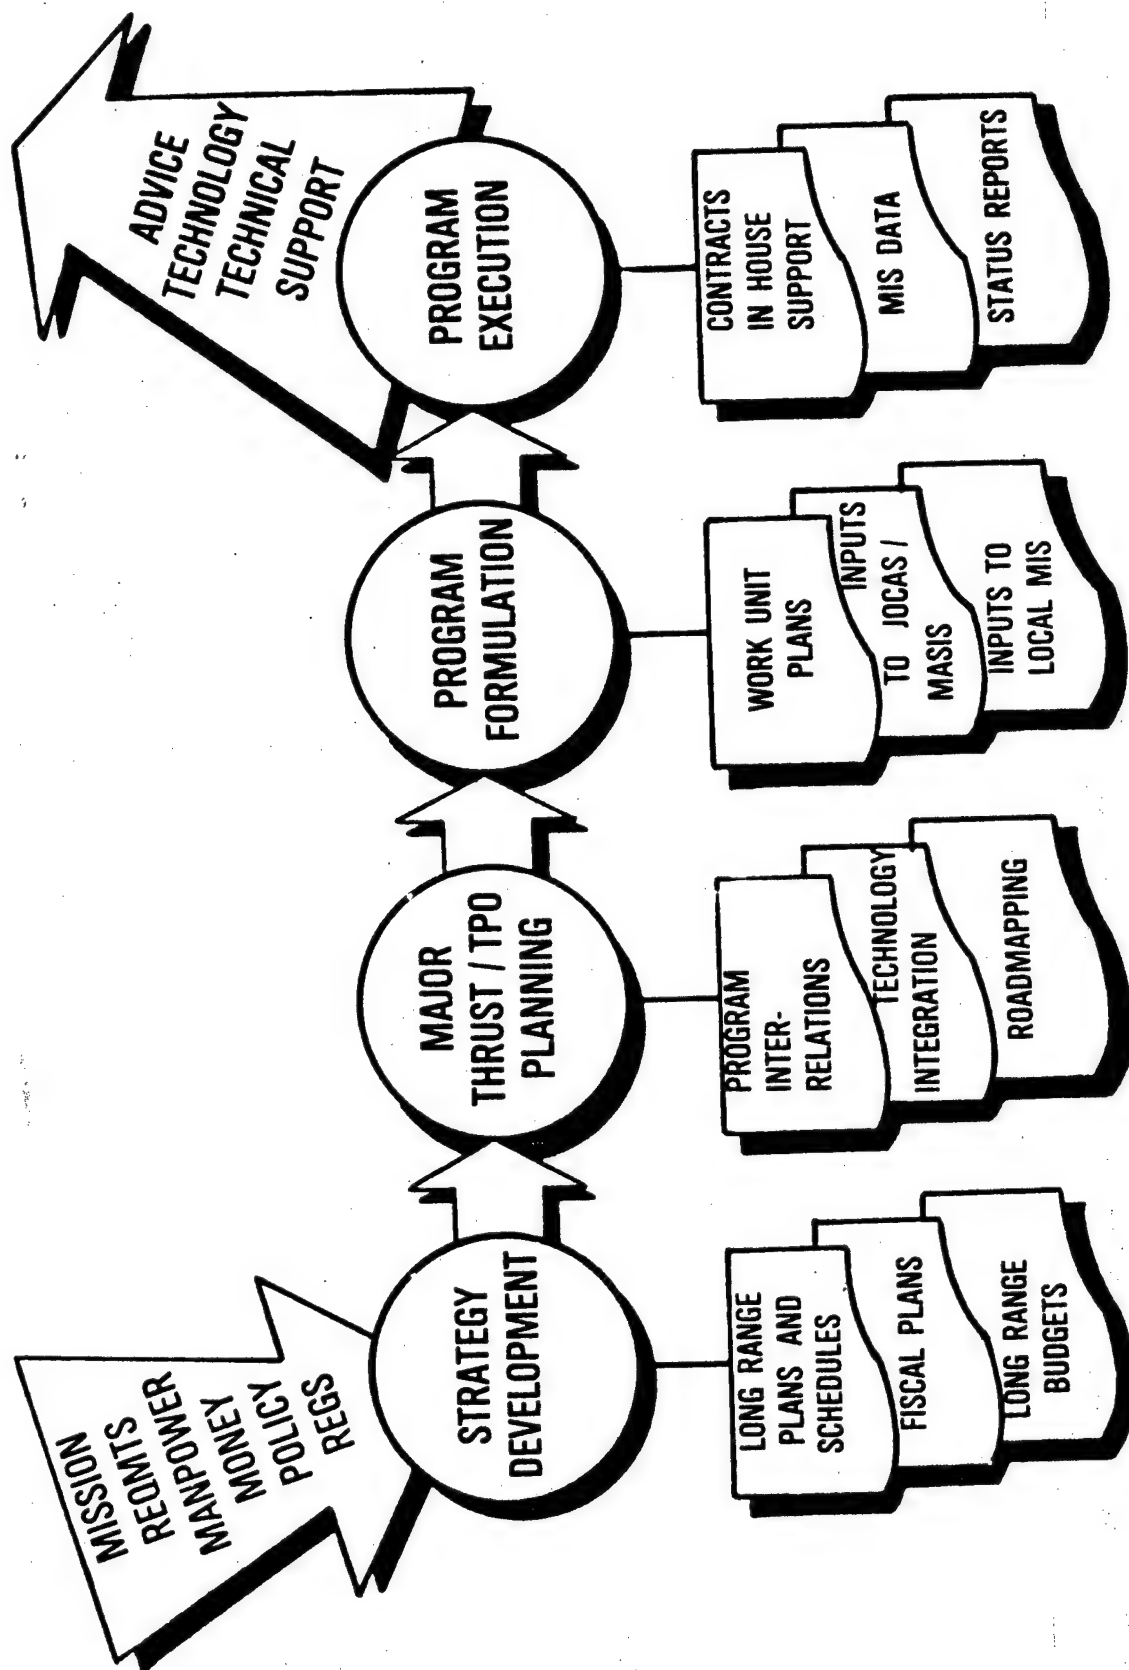 MISSION
REQMTS
MANPOWER
MONEY
POLICY
REGS
STRATEGY
DEVELOPMENT
LONG RANGE
PLANS AND
SCHEDULES
FISCAL PLANS
LONG RANGE
BUDGETS
MAJOR
THRUST / TPO
PLANNING
PROGRAM
INTER-
RELATIONS
TECHNOLOGY
INTEGRATION
ROADMAPPING
PROGRAM
FORMULATION
WORK UNIT
PLANS
INPUTS
TO JOCAS /
MASIS
INPUTS TO
LOCAL MIS
ADVICE
TECHNOLOGY
TECHNICAL
SUPPORT
PROGRAM
EXECUTION
CONTRACTS
IN HOUSE
SUPPORT
MIS DATA
STATUS REPORTS